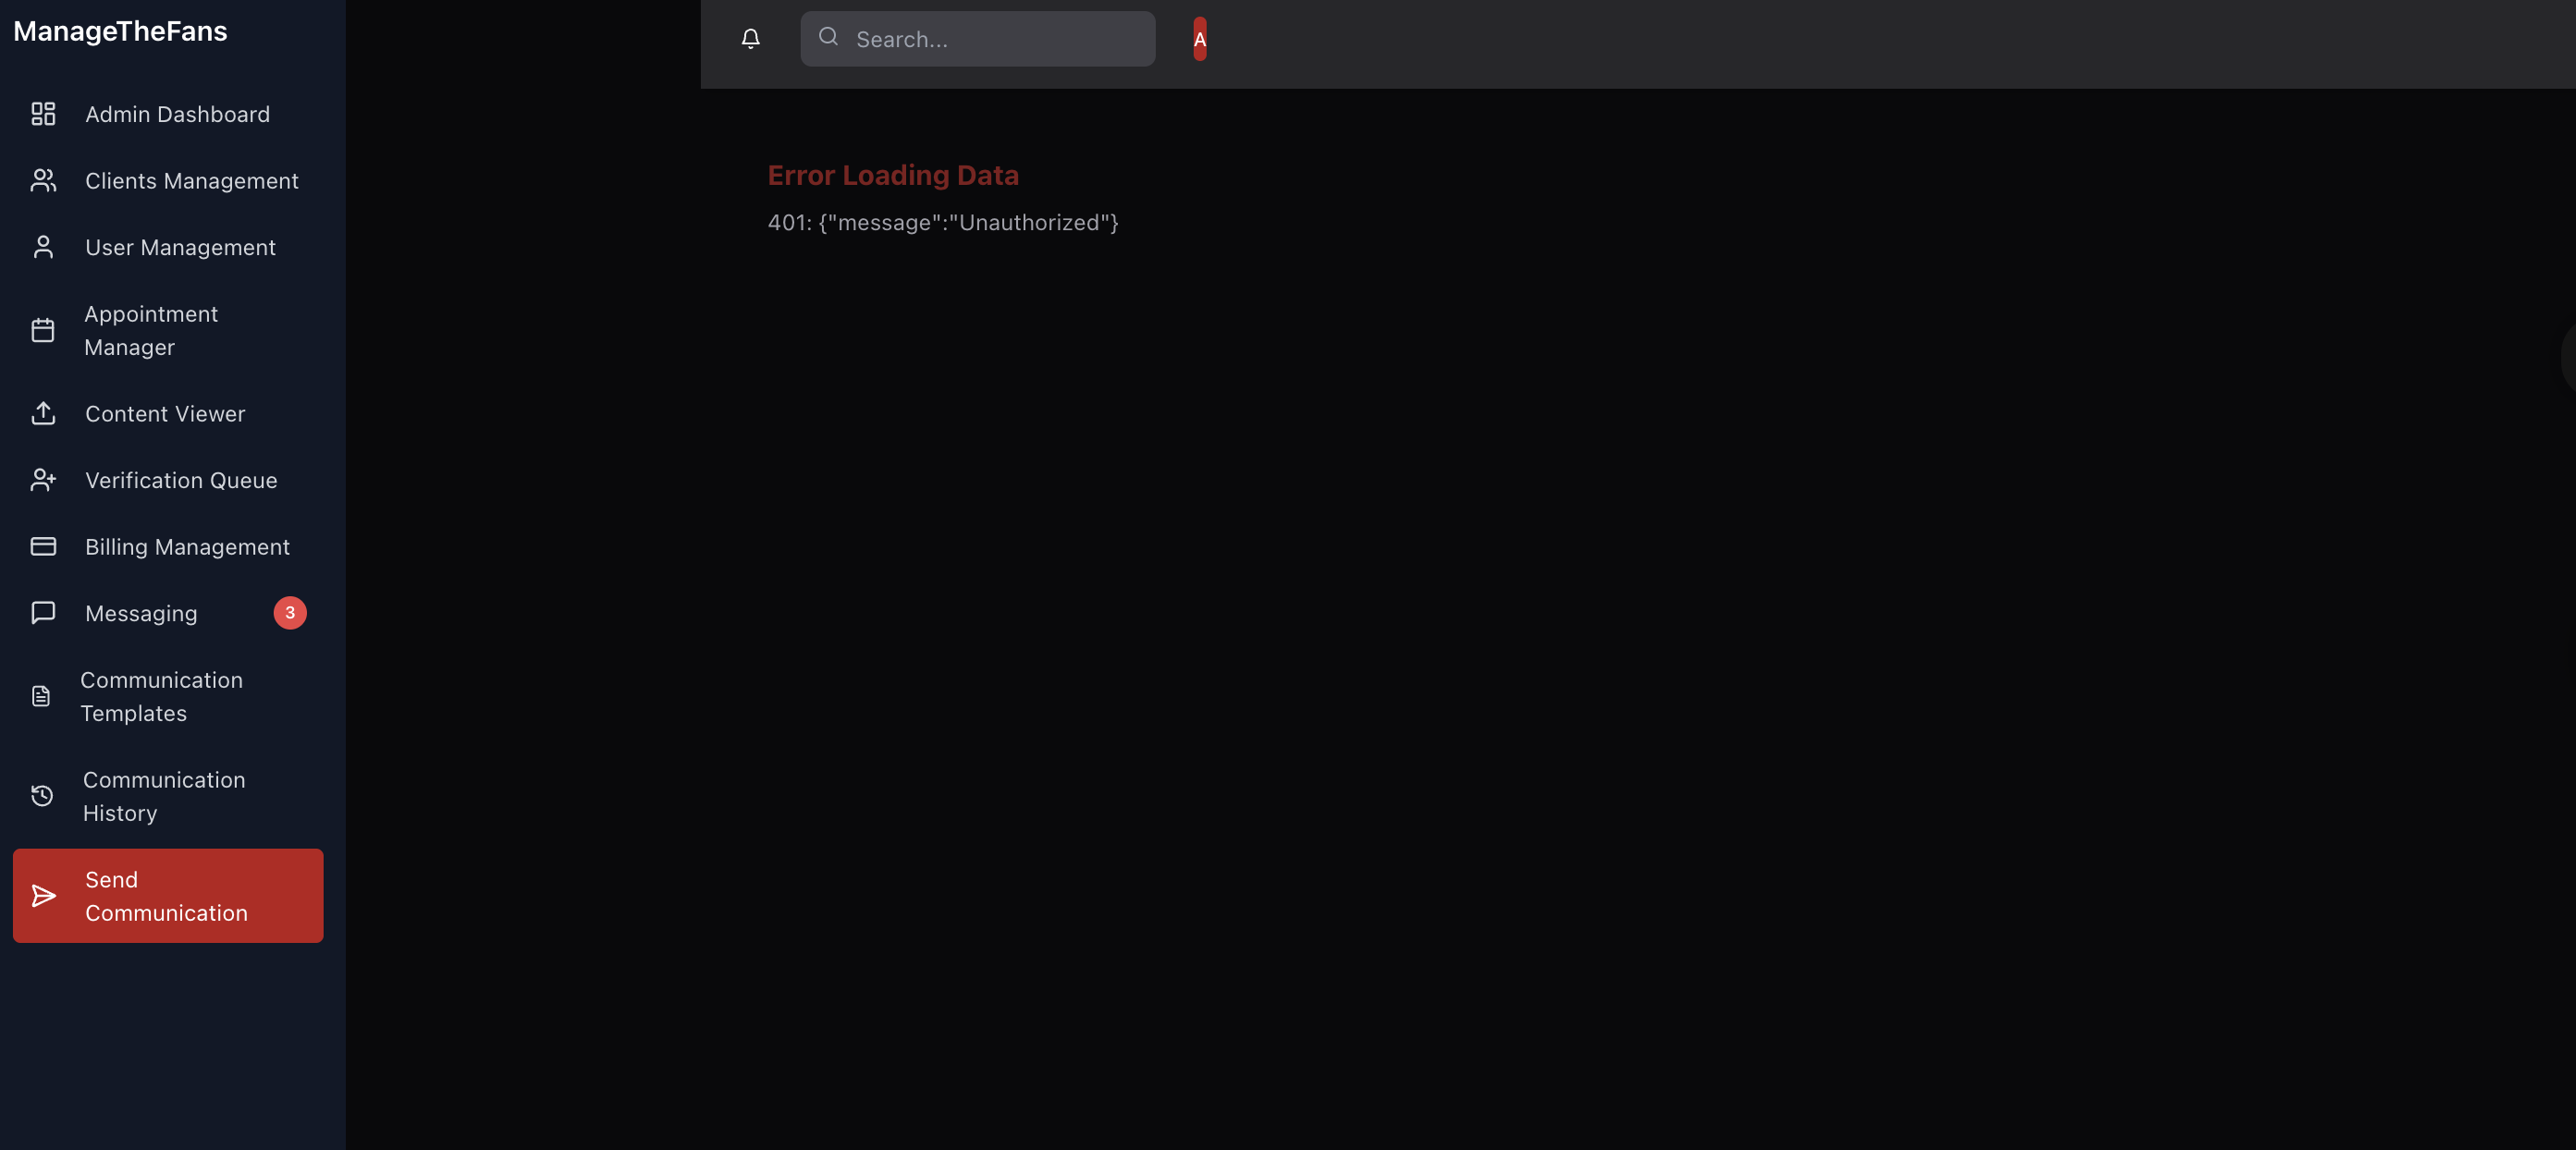 ManageTheFans
Admin Dashboard
Clients Management
User Management
Appointment
Manager
Content Viewer
Verification Queue
Billing Management
Messaging
3
Communication
Templates
Communication
History
Send
Communication
Search...
A
Error Loading Data
401: {"message":"Unauthorized"}